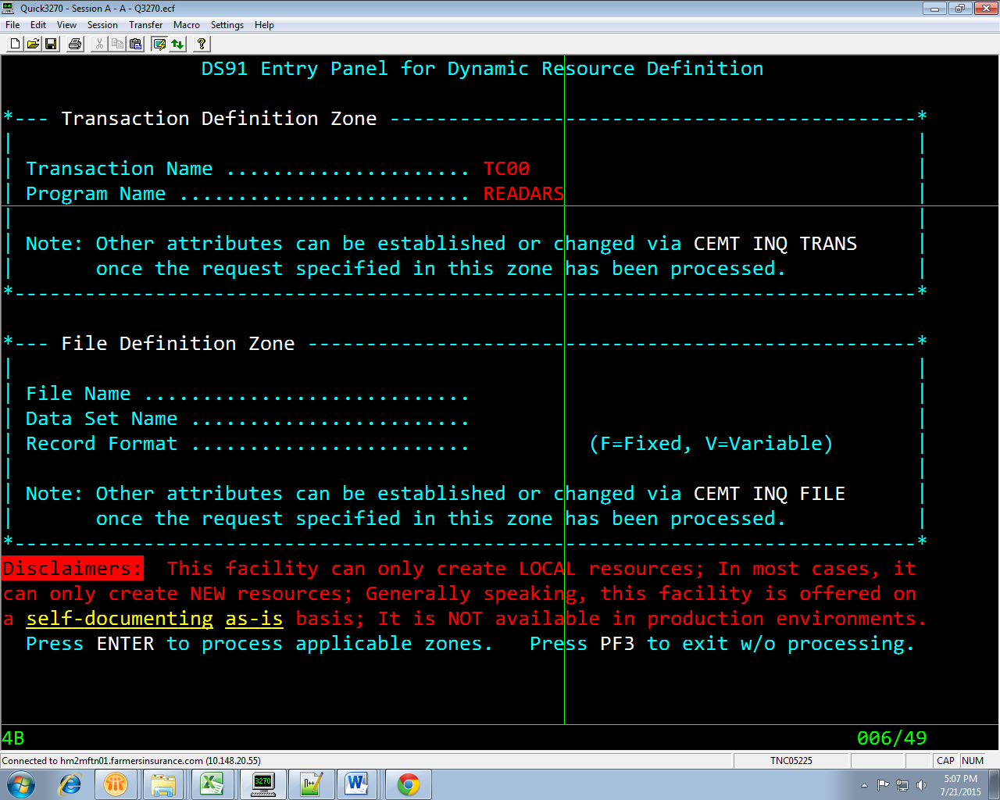 Quick3270 - Session A - A - Q3270.ecf
File Edit View Session Transfer Macro Settings Help
DS91 Entry Panel for Dynamic Resource Definition
*--- Transaction Definition Zone ---------------------------------------------*
| |
| Transaction Name ..................... TC00 |
| Program Name ......................... READARS |
| |
| Note: Other attributes can be established or changed via CEMT INQ TRANS |
| once the request specified in this zone has been processed. |
*-----------------------------------------------------------------------------*
*--- File Definition Zone ----------------------------------------------------*
| |
| File Name ............................ |
| Data Set Name ........................ |
| Record Format ........................ (F=Fixed, V=Variable) |
| |
| Note: Other attributes can be established or changed via CEMT INQ FILE |
| once the request specified in this zone has been processed. |
*-----------------------------------------------------------------------------*
Disclaimers: This facility can only create LOCAL resources; In most cases, it
can only create NEW resources; Generally speaking, this facility is offered on
a self-documenting as-is basis; It is NOT available in production environments.
Press ENTER to process applicable zones. Press PF3 to exit w/o processing.
4B 006/49
Connected to hm2mftn01.farmersinsurance.com (10.148.20.55) TNC05225 CAP NUM
3270
5:07 PM
7/21/2015